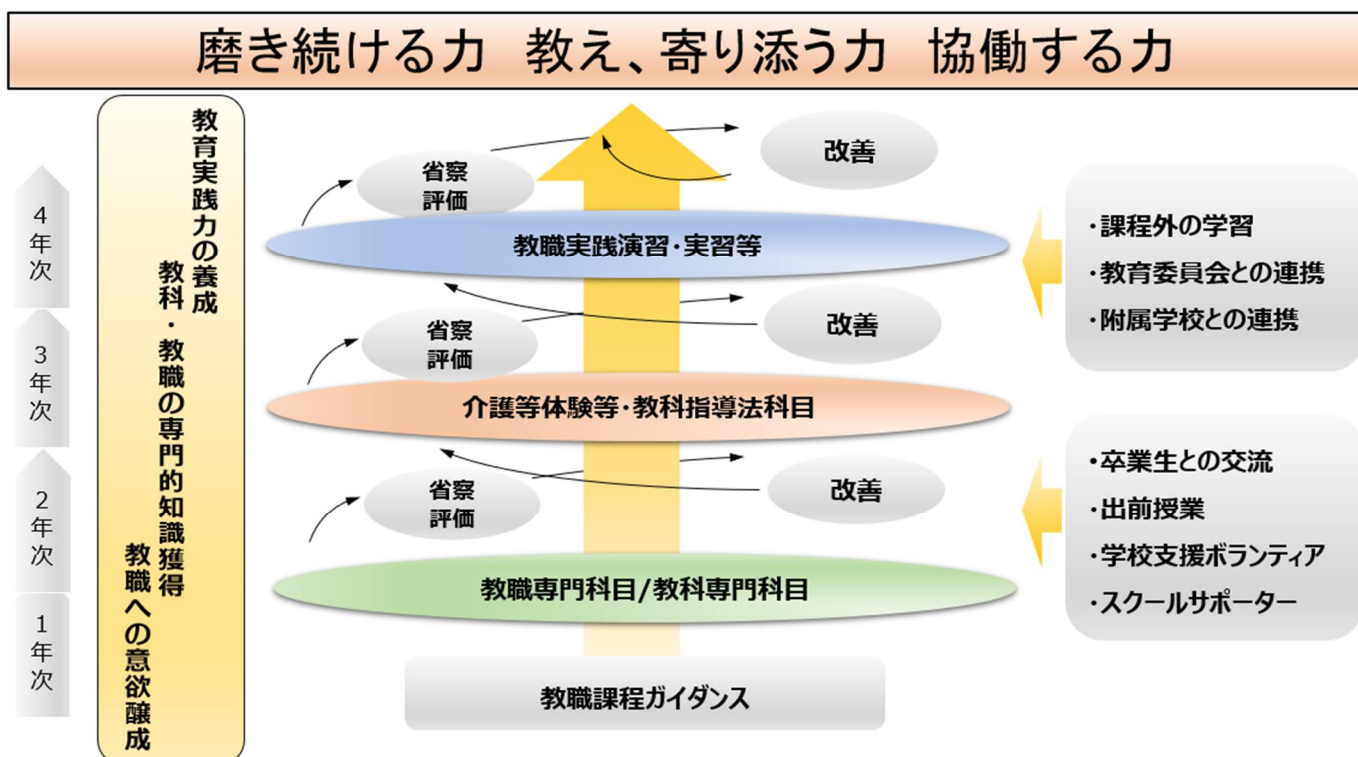 磨き続ける力 教え、寄り添う力 協働する力
教育実践力の養成
教科・教職の専門的知識獲得
教職への意欲醸成
4年次
3年次
2年次
1年次
改善
省察
評価
教職実践演習・実習等
改善
省察
評価
介護等体験等・教科指導法科目
改善
省察
評価
教職専門科目/教科専門科目
教職課程ガイダンス
・課程外の学習
・教育委員会との連携
・附属学校との連携
・卒業生との交流
・出前授業
・学校支援ボランティア
・スクールサポーター